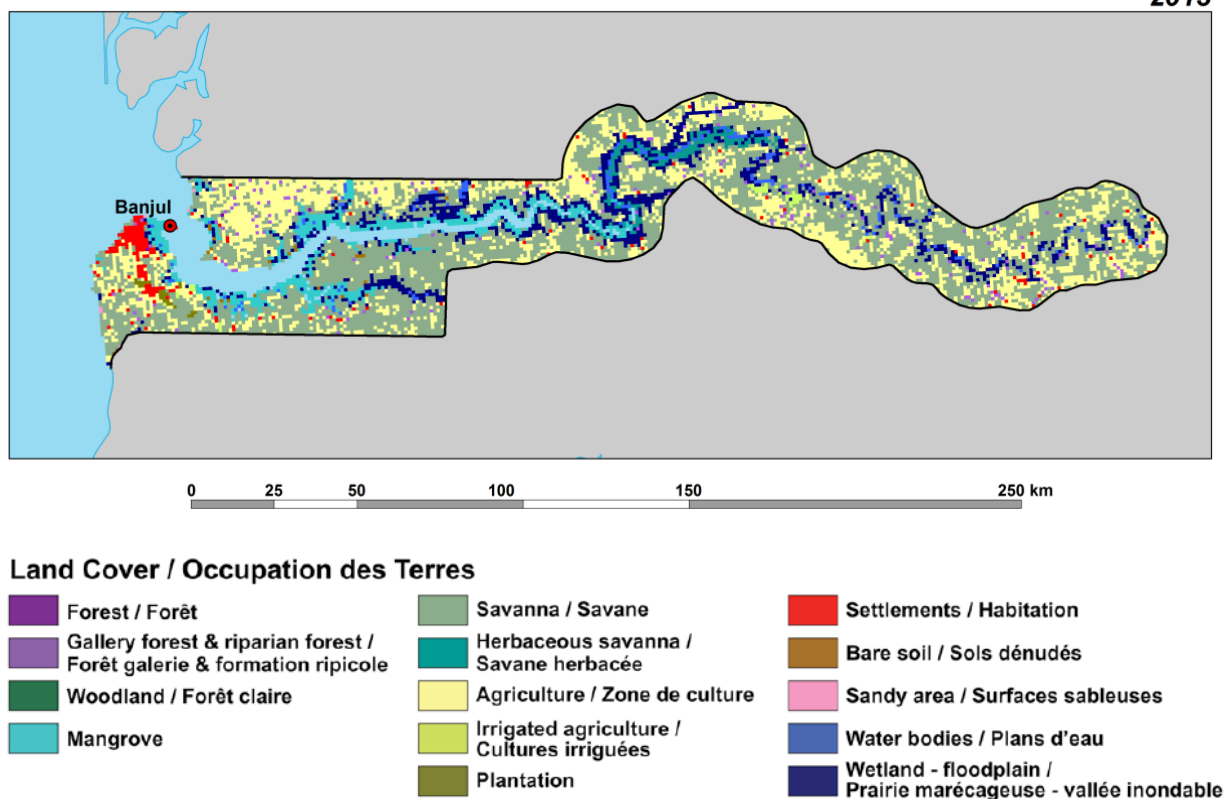 2013
Banjul
0 25 50 100 150 250 km
Land Cover / Occupation des Terres
Forest / Forêt
Gallery forest & riparian forest /
Forêt galerie & formation ripicole
Woodland / Forêt claire
Mangrove
Savanna / Savane
Herbaceous savanna /
Savane herbacée
Agriculture / Zone de culture
Irrigated agriculture /
Cultures irriguées
Plantation
Settlements / Habitation
Bare soil / Sols dénudés
Sandy area / Surfaces sableuses
Water bodies / Plans d'eau
Wetland - floodplain /
Prairie marécageuse - vallée inondable